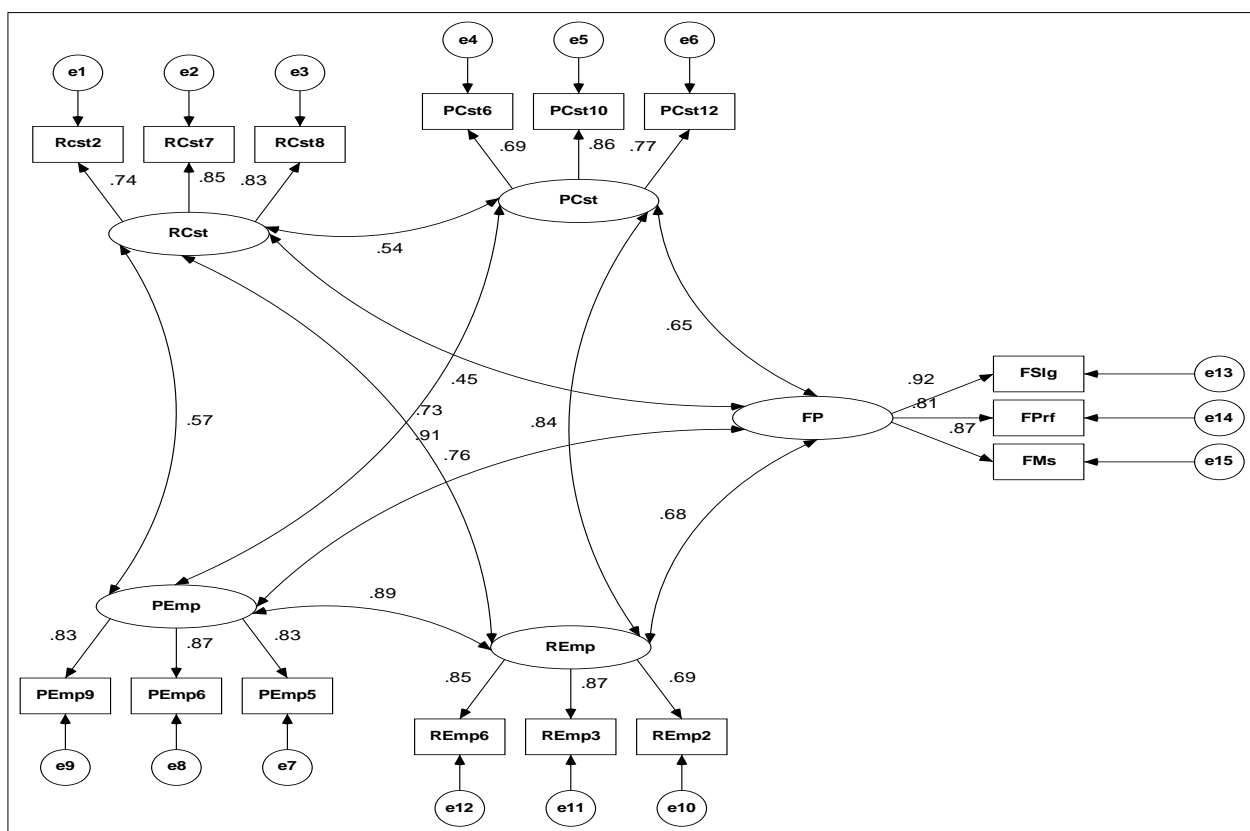 e4
e5
e6
e1
e2
e3
PCst6
PCst10
PCst12
Rcst2
RCst7
RCst8
.69
.86
.77
.74
.85
.83
PCst
RCst
.54
.65
FSlg
e13
.92
.45
.81
.73
FP
FPrf
e14
.57
.84
.91
.87
.76
FMs
e15
.68
.89
PEmp
.83
.87
.83
REmp
.85
.87
.69
PEmp9
PEmp6
PEmp5
REmp6
REmp3
REmp2
e9
e8
e7
e12
e11
e10